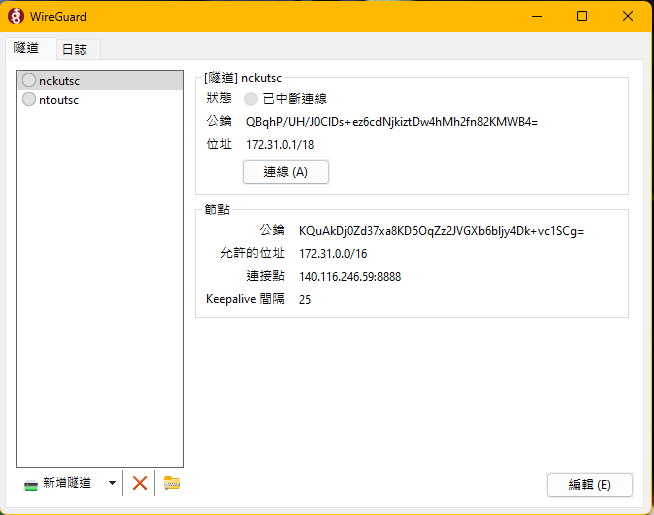 WireGuard
隧道 日誌
nckutsc
ntoutsc
[隧道] nckutsc
狀態 已中斷連線
公鑰 QBqhP/UH/J0CIDs+ez6cdNjkiztDw4hMh2fn82KMWB4=
位址 172.31.0.1/18
連線 (A)
節點
公鑰 KQuAkDj0Zd37xa8KD5OqZz2JVGXb6bljy4Dk+vc1SCg=
允許的位址 172.31.0.0/16
連接點 140.116.246.59:8888
Keepalive 間隔 25
新增隧道
編輯 (E)